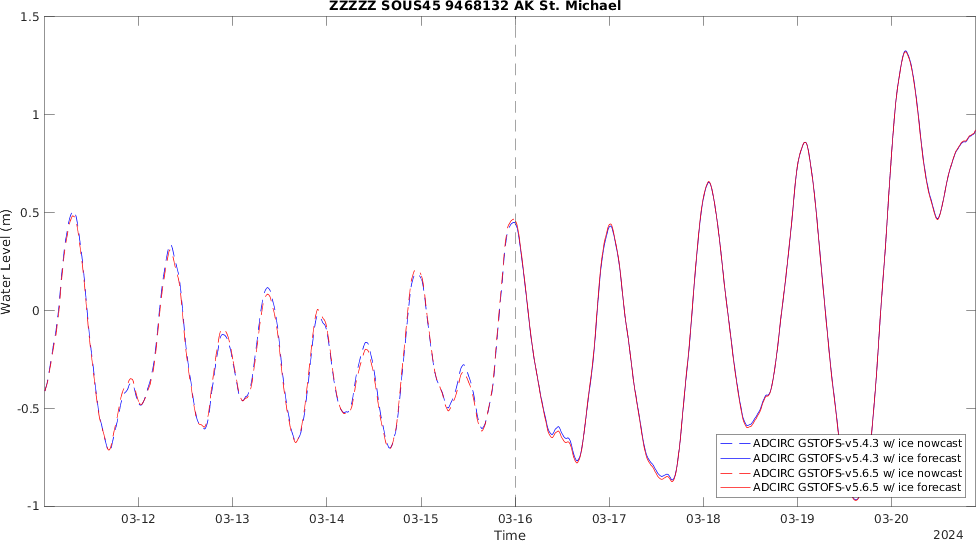 ZZZZZ SOUS45 9468132 AK St. Michael
Water Level (m)
1.5
1
0.5
0
-0.5
-1
ADCIRC GSTOFS-v5.4.3 w/ ice nowcast
ADCIRC GSTOFS-v5.4.3 w/ ice forecast
ADCIRC GSTOFS-v5.6.5 w/ ice nowcast
ADCIRC GSTOFS-v5.6.5 w/ ice forecast
03-12 03-13 03-14 03-15 03-16 03-17 03-18 03-19 03-20
Time
2024